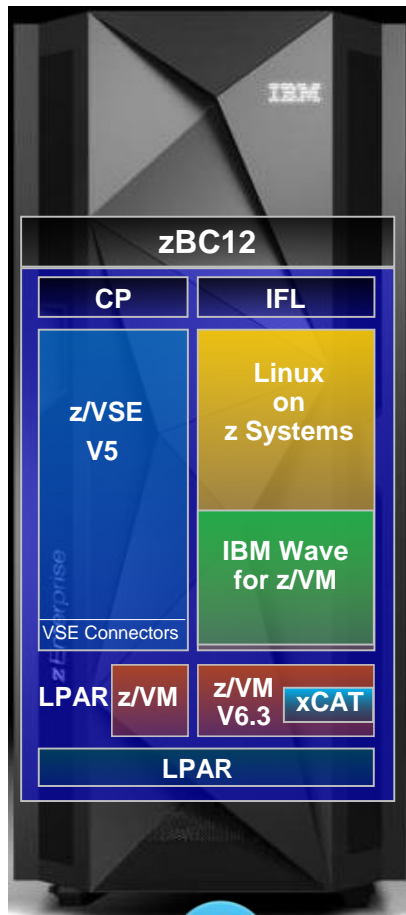 IBM
zBC12
CP
IFL
z/VSE
V5
Linux
on
z Systems
IBM Wave
for z/VM
zEnterprise
VSE Connectors
LPAR
z/VM
z/VM
V6.3
xCAT
LPAR